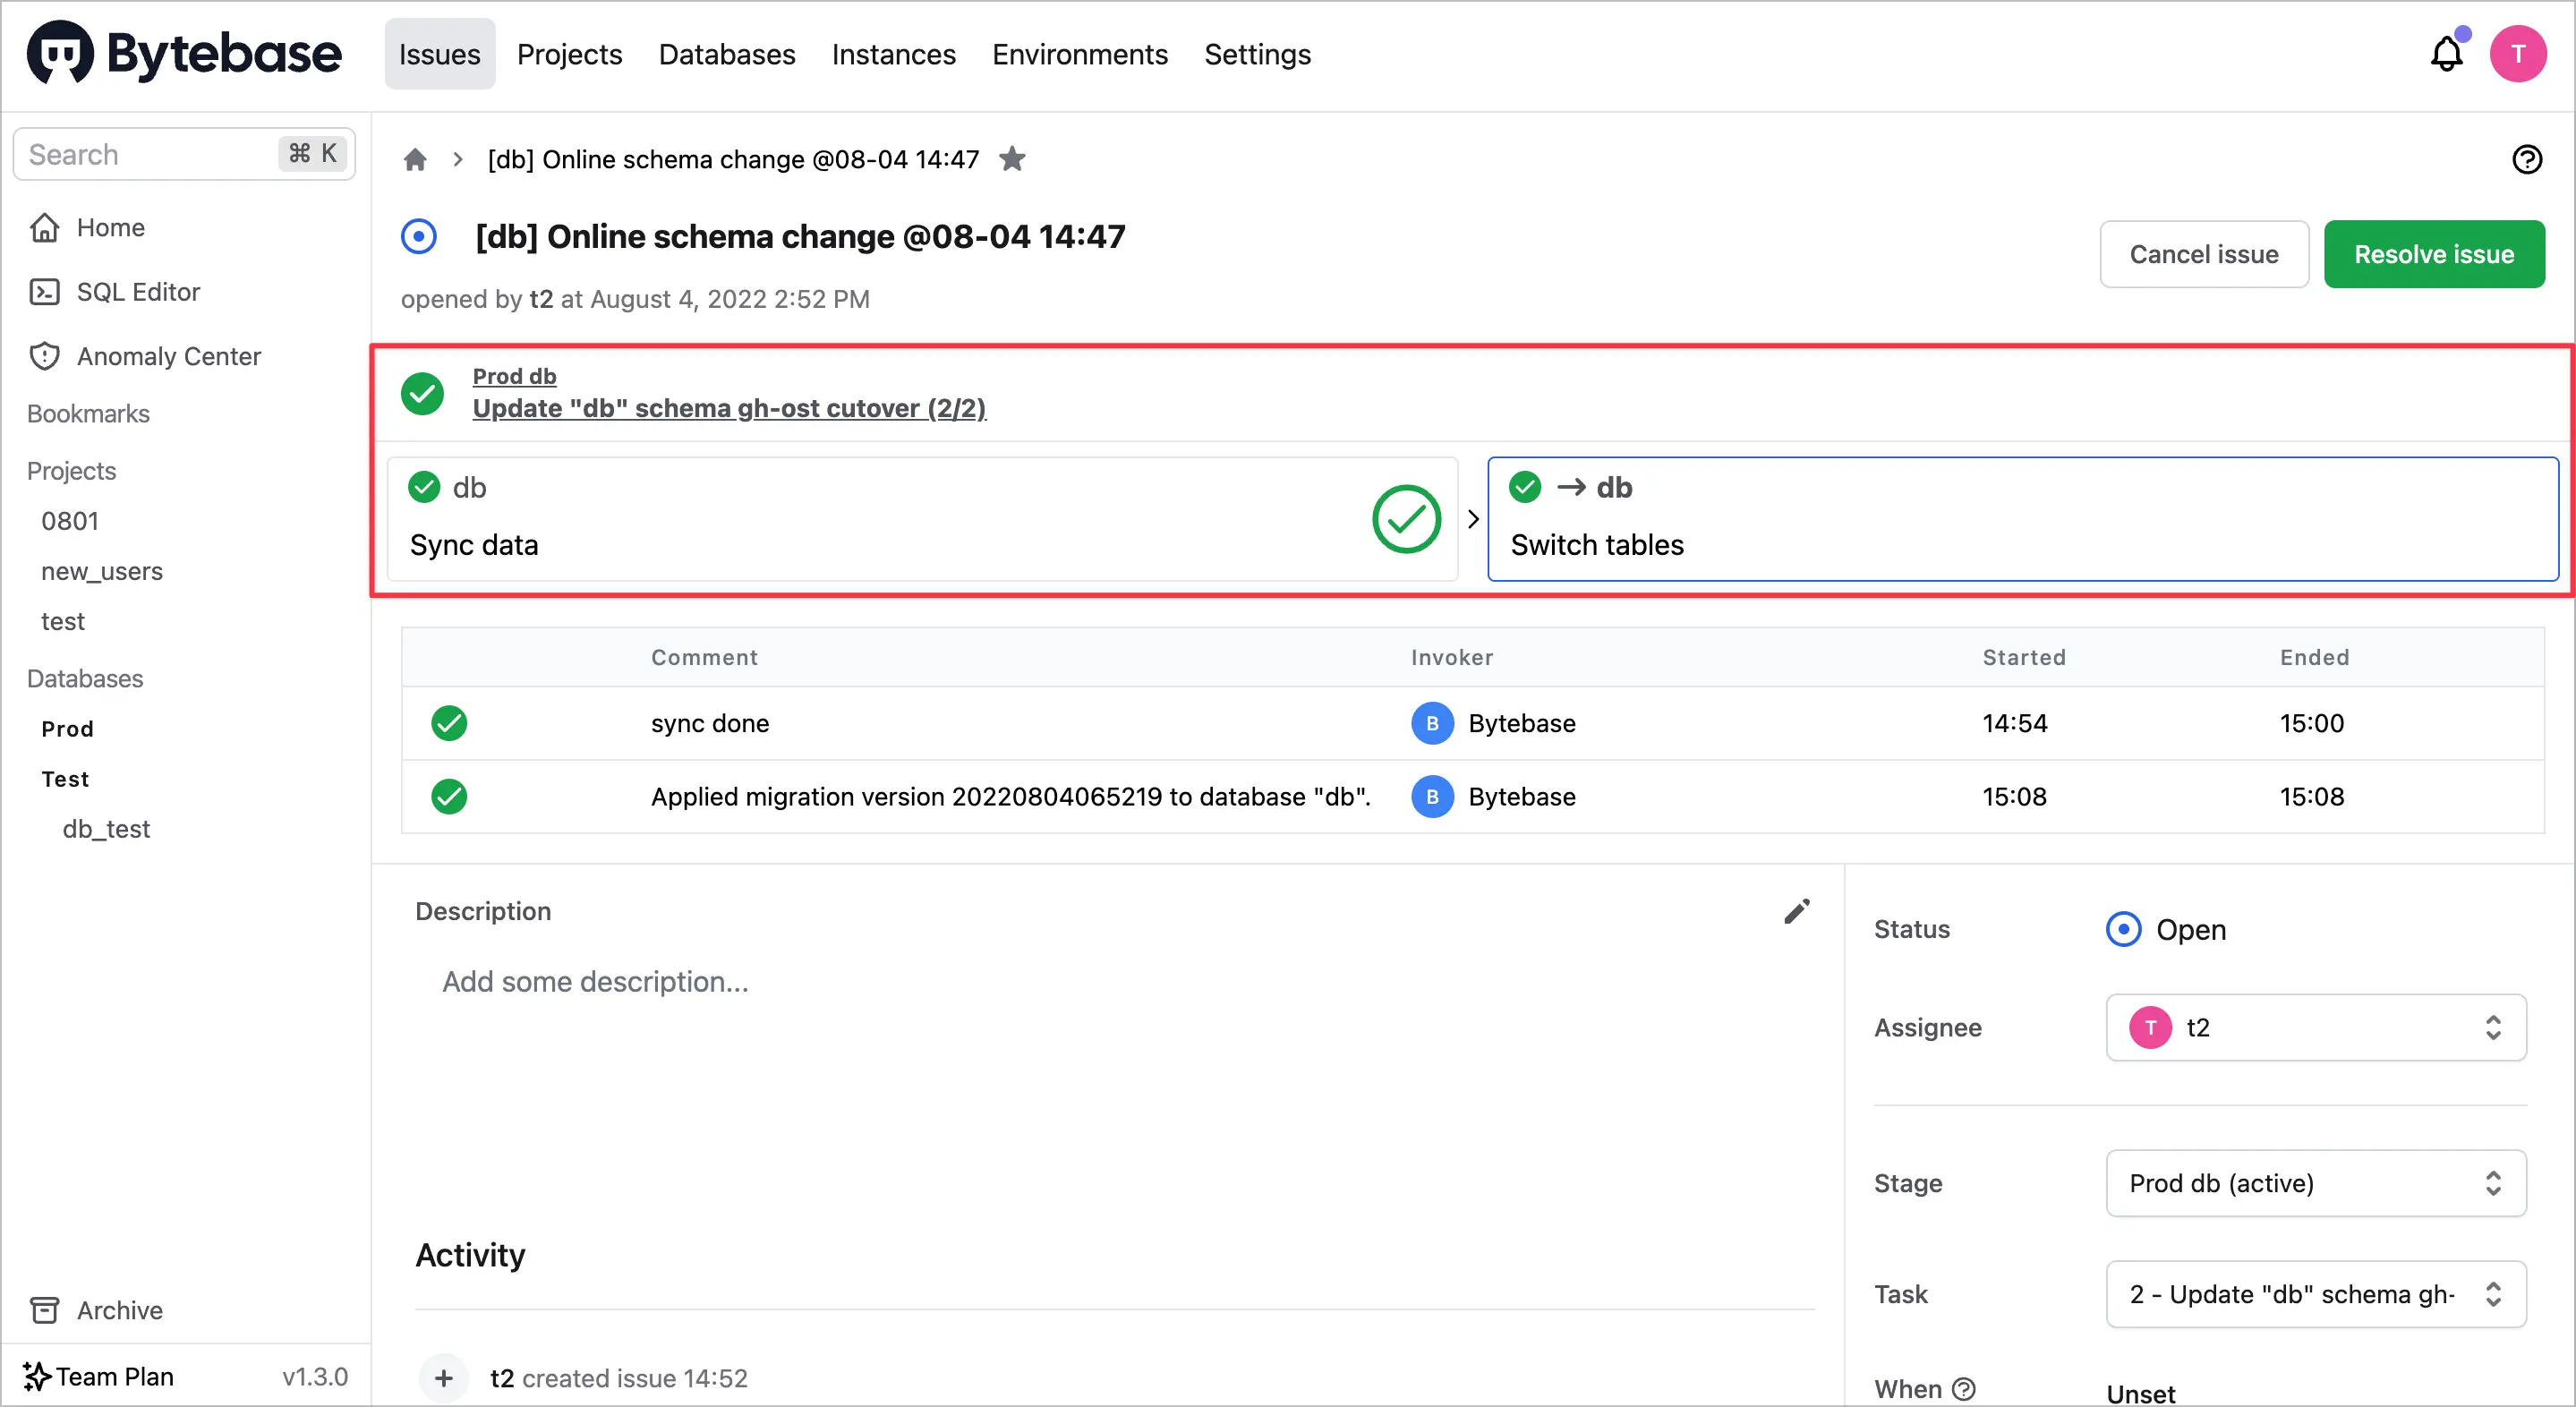 Bytebase Issues Projects Databases Instances Environments Settings T
Search ⌘ K
Home
SQL Editor
Anomaly Center
Bookmarks
Projects
0801
new_users
test
Databases
Prod
Test
db_test
Archive
Team Plan v1.3.0
[db] Online schema change @08-04 14:47
[db] Online schema change @08-04 14:47
opened by t2 at August 4, 2022 2:52 PM
Cancel issue Resolve issue
Prod db
Update "db" schema gh-ost cutover (2/2)
db
Sync data
→ db
Switch tables
Comment Invoker Started Ended
sync done B Bytebase 14:54 15:00
Applied migration version 20220804065219 to database "db". B Bytebase 15:08 15:08
Description
Add some description...
Activity
t2 created issue 14:52
Status Open
Assignee T t2
Stage Prod db (active)
Task 2 - Update "db" schema gh-
When Unset